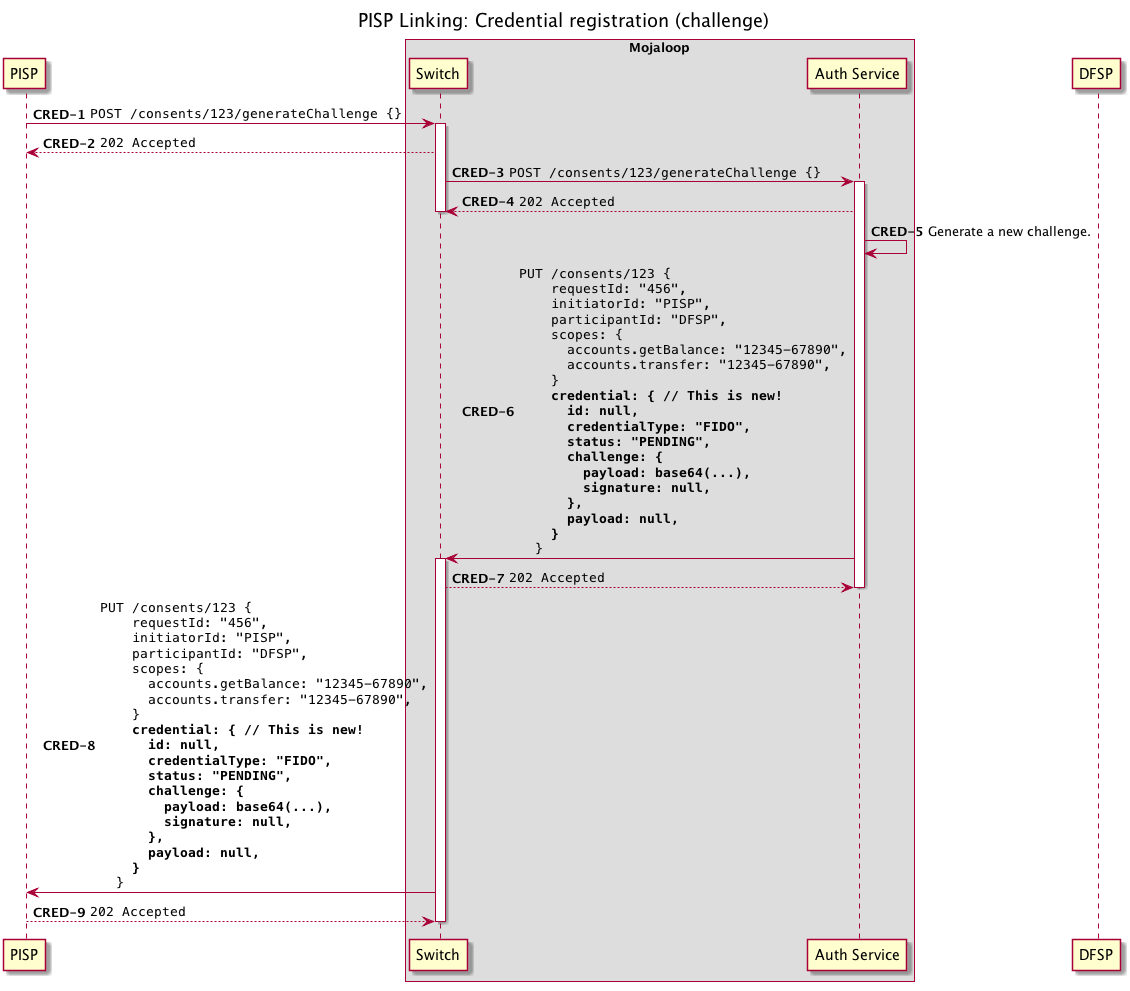 PISP Linking: Credential registration (challenge)
Mojaloop
PISP
Switch
Auth Service
DFSP
CRED-1 POST /consents/123/generateChallenge {}
CRED-2 202 Accepted
CRED-3 POST /consents/123/generateChallenge {}
CRED-4 202 Accepted
CRED-5 Generate a new challenge.
PUT /consents/123 {
requestId: "456",
initiatorId: "PISP",
participantId: "DFSP",
scopes: {
accounts.getBalance: "12345-67890",
accounts.transfer: "12345-67890",
}
credential: { // This is new!
CRED-6 id: null,
credentialType: "FIDO",
status: "PENDING",
challenge: {
payload: base64(...),
signature: null,
},
payload: null,
}
}
CRED-7 202 Accepted
PUT /consents/123 {
requestId: "456",
initiatorId: "PISP",
participantId: "DFSP",
scopes: {
accounts.getBalance: "12345-67890",
accounts.transfer: "12345-67890",
}
credential: { // This is new!
CRED-8 id: null,
credentialType: "FIDO",
status: "PENDING",
challenge: {
payload: base64(...),
signature: null,
},
payload: null,
}
}
CRED-9 202 Accepted
PISP
Switch
Auth Service
DFSP